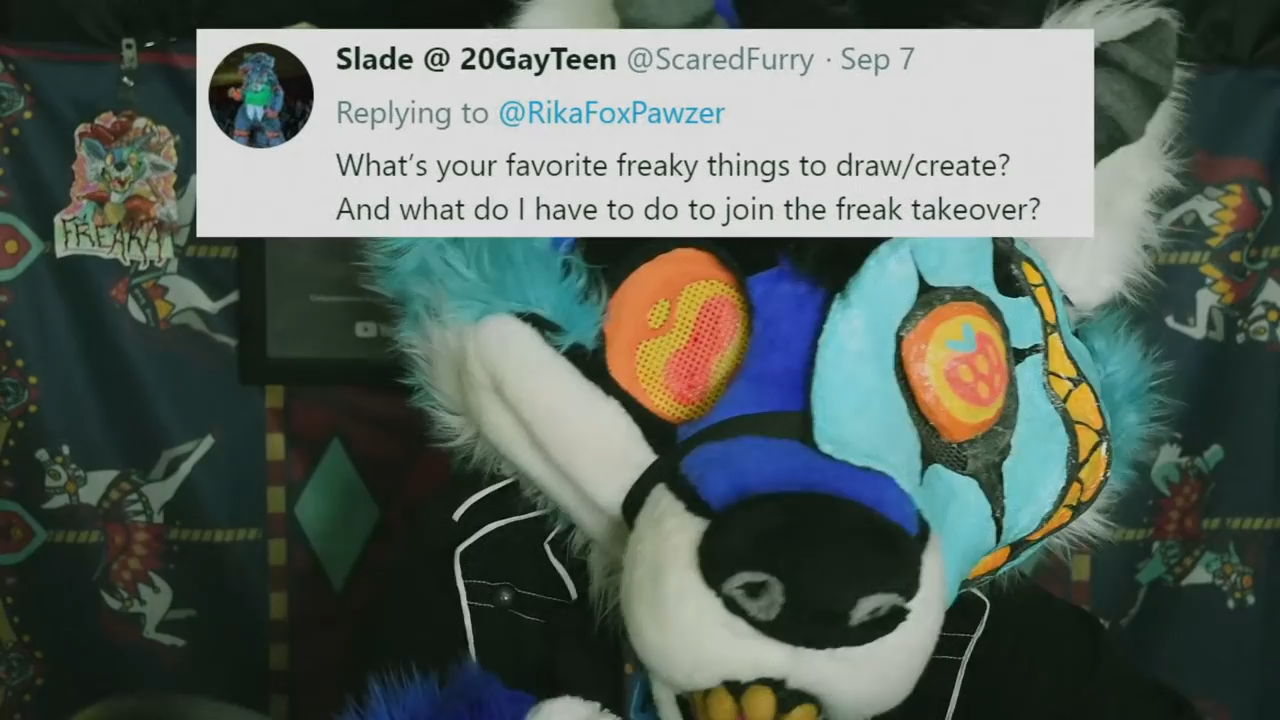 Slade @ 20GayTeen @ScaredFurry · Sep 7
Replying to @RikaFoxPawzer
What's your favorite freaky things to draw/create?
And what do I have to do to join the freak takeover?
FREAKA